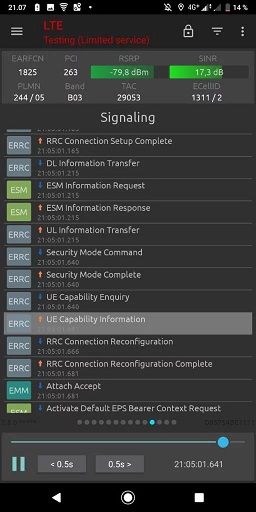 21.07
4G
14 %
LTE
Testing (Limited service)
EARFCN PCI RSRP SINR
1825 263 -79,8 dBm 17,3 dB
PLMN Band TAC ECellID
244 / 05 B03 29053 1311 / 2
Signaling
21:05:01.165
ERRC RRC Connection Setup Complete
21:05:01.165
ERRC DL Information Transfer
21:05:01.215
ESM ESM Information Request
21:05:01.215
ESM ESM Information Response
21:05:01.215
ERRC UL Information Transfer
21:05:01.215
ERRC Security Mode Command
21:05:01.640
ERRC Security Mode Complete
21:05:01.640
ERRC UE Capability Enquiry
21:05:01.640
ERRC UE Capability Information
ERRC RRC Connection Reconfiguration
21:05:01.666
ERRC RRC Connection Reconfiguration Complete
21:05:01.681
EMM Attach Accept
21:05:01.681
ESM Activate Default EPS Bearer Context Request
< 0.5s 0.5s > 21:05:01.641